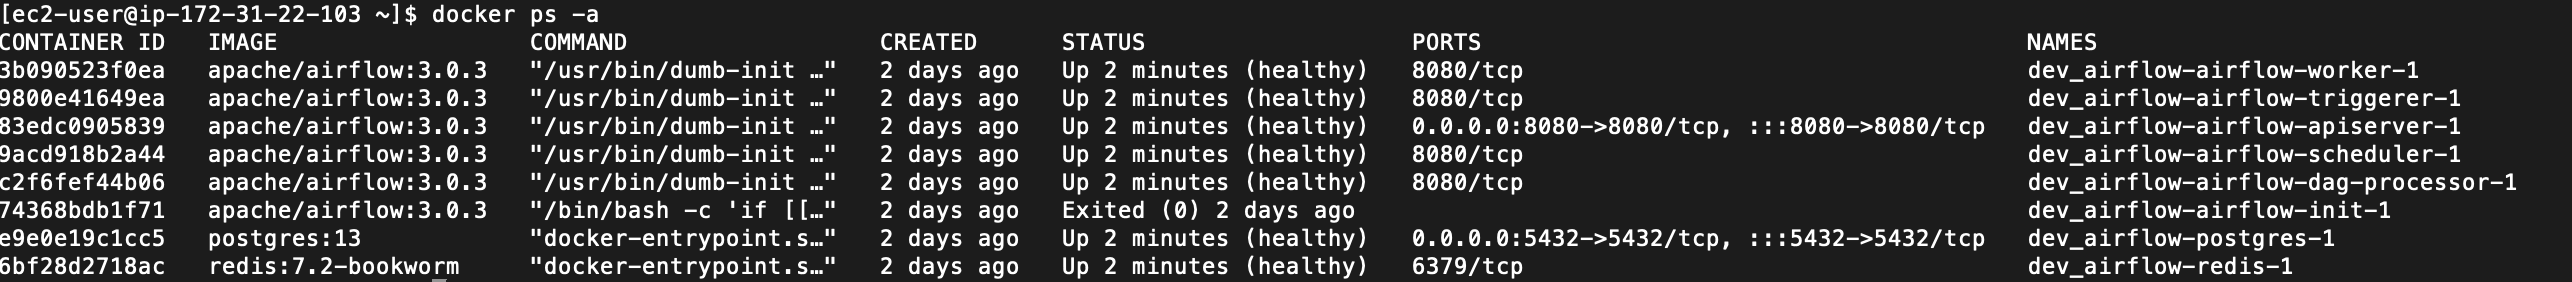 [ec2-user@ip-172-31-22-103 ~]$ docker ps -a
CONTAINER ID   IMAGE                  COMMAND                  CREATED      STATUS                   PORTS                                       NAMES
3b090523f0ea   apache/airflow:3.0.3   "/usr/bin/dumb-init …"   2 days ago   Up 2 minutes (healthy)   8080/tcp                                    dev_airflow-airflow-worker-1
9800e41649ea   apache/airflow:3.0.3   "/usr/bin/dumb-init …"   2 days ago   Up 2 minutes (healthy)   8080/tcp                                    dev_airflow-airflow-triggerer-1
83edc0905839   apache/airflow:3.0.3   "/usr/bin/dumb-init …"   2 days ago   Up 2 minutes (healthy)   0.0.0.0:8080->8080/tcp, :::8080->8080/tcp   dev_airflow-airflow-apiserver-1
9acd918b2a44   apache/airflow:3.0.3   "/usr/bin/dumb-init …"   2 days ago   Up 2 minutes (healthy)   8080/tcp                                    dev_airflow-airflow-scheduler-1
c2f6fef44b06   apache/airflow:3.0.3   "/usr/bin/dumb-init …"   2 days ago   Up 2 minutes (healthy)   8080/tcp                                    dev_airflow-airflow-dag-processor-1
74368bdb1f71   apache/airflow:3.0.3   "/bin/bash -c 'if [[…"   2 days ago   Exited (0) 2 days ago                                                dev_airflow-airflow-init-1
e9e0e19c1cc5   postgres:13            "docker-entrypoint.s…"   2 days ago   Up 2 minutes (healthy)   0.0.0.0:5432->5432/tcp, :::5432->5432/tcp   dev_airflow-postgres-1
6bf28d2718ac   redis:7.2-bookworm     "docker-entrypoint.s…"   2 days ago   Up 2 minutes (healthy)   6379/tcp                                    dev_airflow-redis-1